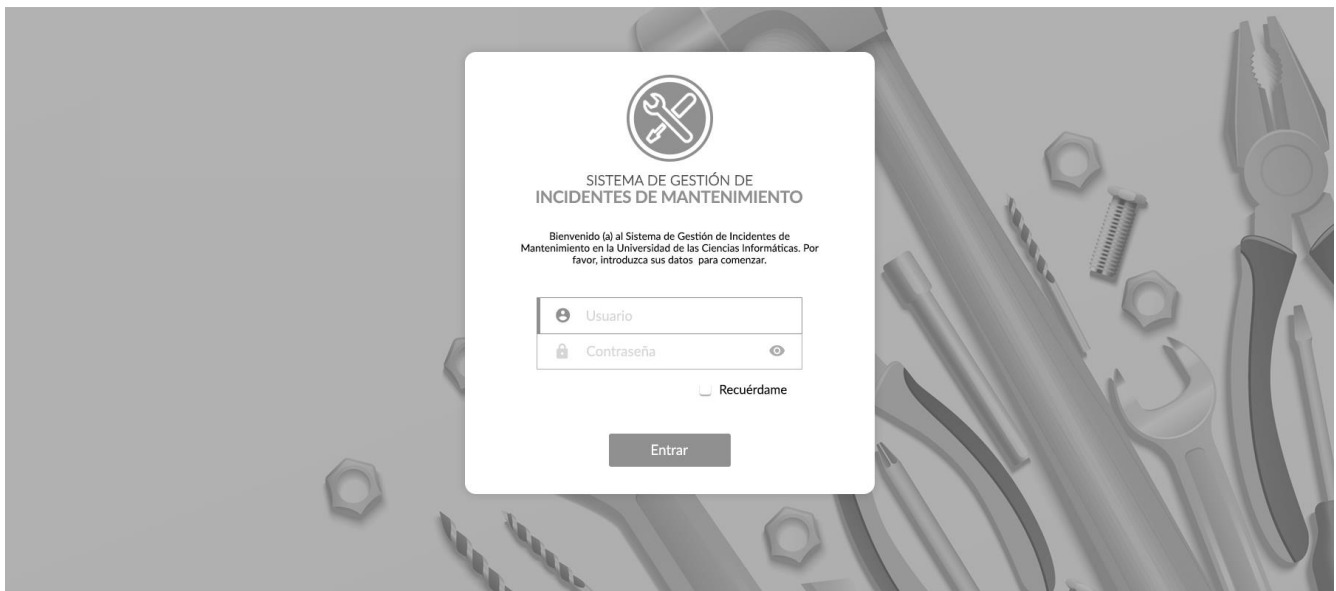 SISTEMA DE GESTIÓN DE
INCIDENTES DE MANTENIMIENTO
Bienvenido (a) al Sistema de Gestión de Incidentes de
Mantenimiento en la Universidad de las Ciencias Informáticas. Por
favor, introduzca sus datos para comenzar.
Usuario
Contraseña
Recuérdame
Entrar